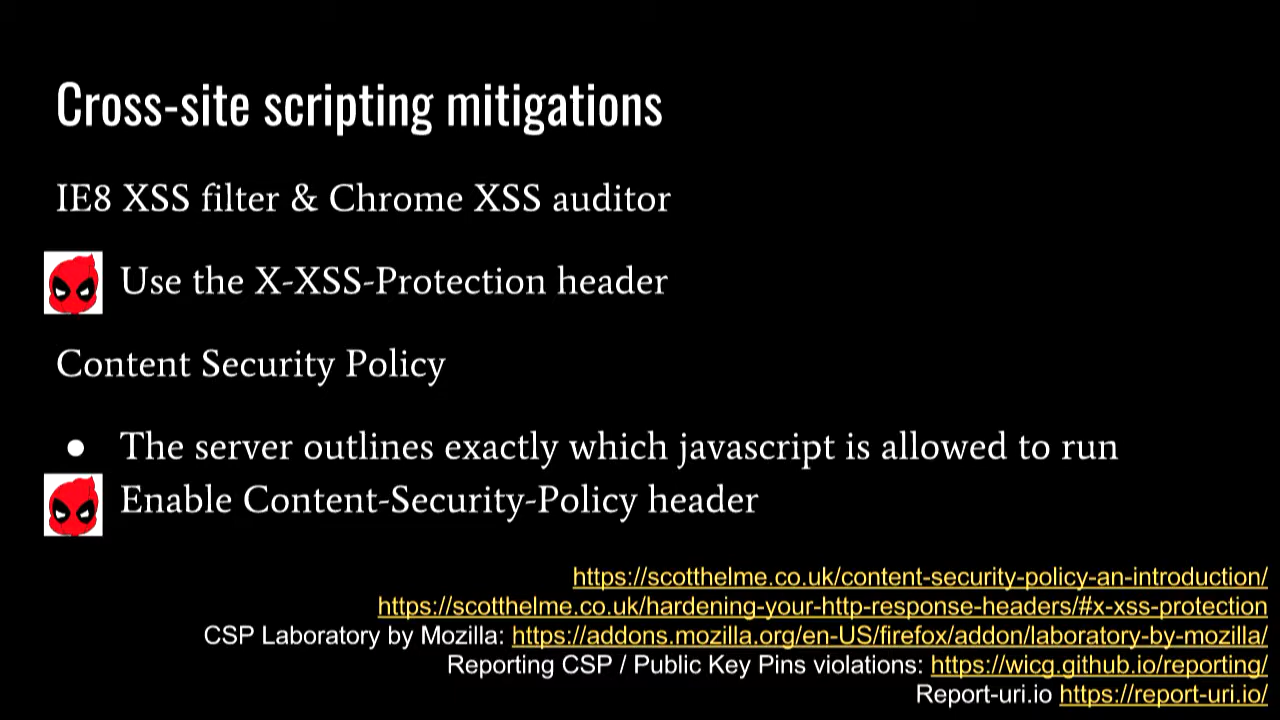 Cross-site scripting mitigations
IE8 XSS filter & Chrome XSS auditor
Use the X-XSS-Protection header
Content Security Policy
● The server outlines exactly which javascript is allowed to run
Enable Content-Security-Policy header
https://scotthelme.co.uk/content-security-policy-an-introduction/
https://scotthelme.co.uk/hardening-your-http-response-headers/#x-xss-protection
CSP Laboratory by Mozilla: https://addons.mozilla.org/en-US/firefox/addon/laboratory-by-mozilla/
Reporting CSP / Public Key Pins violations: https://wicg.github.io/reporting/
Report-uri.io https://report-uri.io/